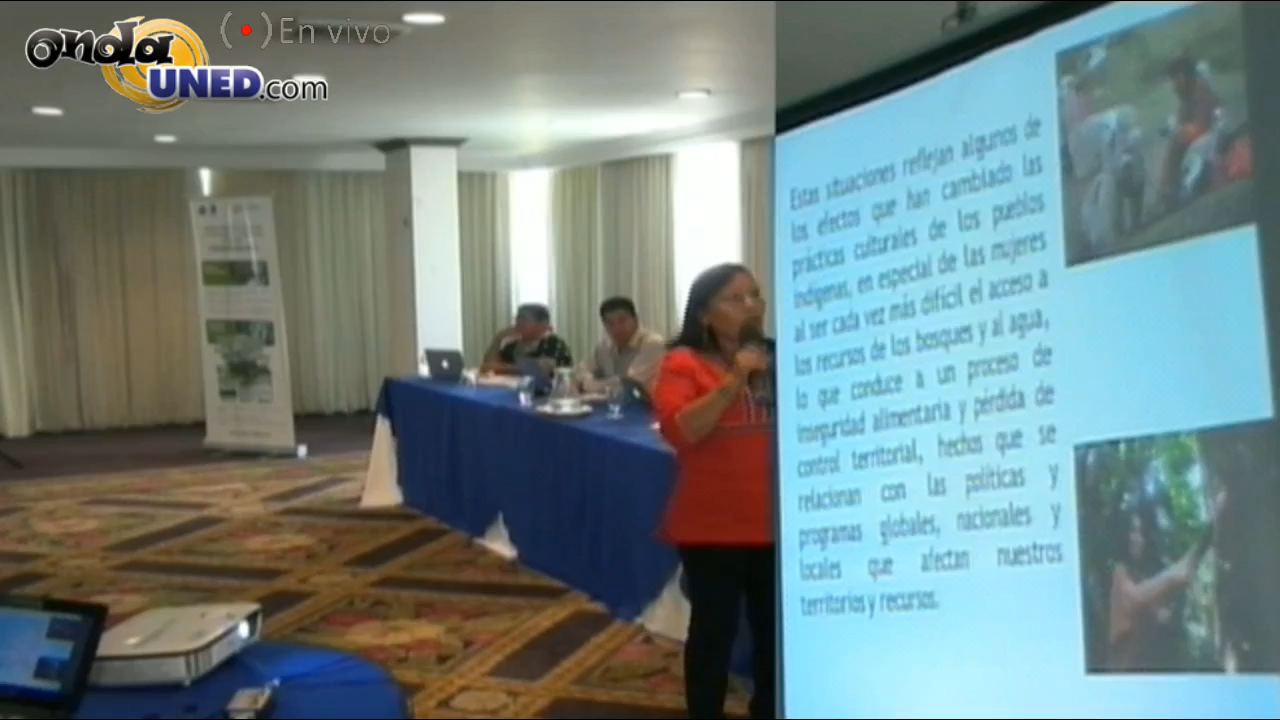 onda
UNED.com
(•) En vivo
Estas situaciones reflejan algunos de
los efectos que han cambiado las
prácticas culturales de los pueblos
indígenas, en especial de las mujeres
al ser cada vez más difícil el acceso a
los recursos de los bosques y al agua,
lo que conduce a un proceso de
inseguridad alimentaria y pérdida de
control territorial, hechos que se
relacionan con las políticas y
programas globales, nacionales y
locales que afectan nuestros
territorios y recursos.